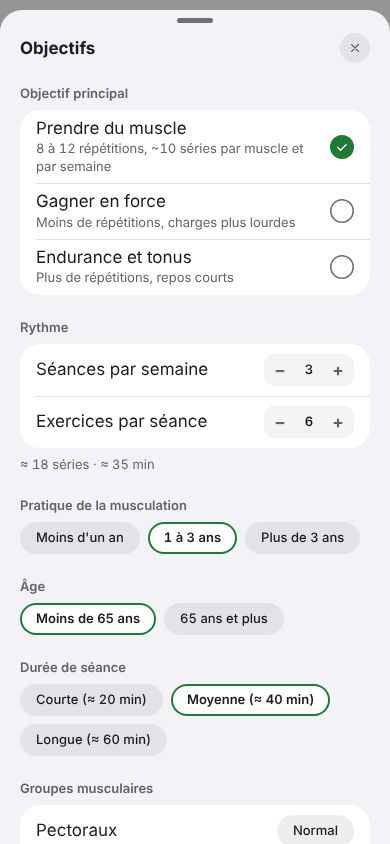 Objectifs
Objectif principal
Prendre du muscle
8 à 12 répétitions, ~10 séries par muscle et
par semaine
Gagner en force
Moins de répétitions, charges plus lourdes
Endurance et tonus
Plus de répétitions, repos courts
Rythme
Séances par semaine − 3 +
Exercices par séance − 6 +
≈ 18 séries · ≈ 35 min
Pratique de la musculation
Moins d'un an 1 à 3 ans Plus de 3 ans
Âge
Moins de 65 ans 65 ans et plus
Durée de séance
Courte (≈ 20 min) Moyenne (≈ 40 min)
Longue (≈ 60 min)
Groupes musculaires
Pectoraux Normal